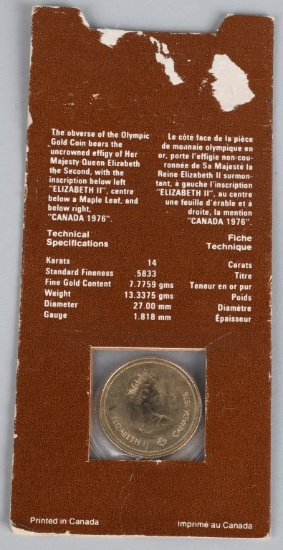 The obverse of the Olympic
Gold Coin bears the
uncrowned effigy of Her
Majesty Queen Elizabeth
the Second, with the
inscription below left
"ELIZABETH II", centre
below a Maple Leaf, and
below right,
"CANADA 1976".
Le côté face de la pièce
de monnaie olympique en
or, porte l'effigie non-cou-
ronnée de Sa Majesté la
Reine Elizabeth II surmon-
tant, à gauche l'inscription
"ELIZABETH II", au centre
une feuille d'érable et à
droite, la mention
"CANADA 1976".
Technical
Specifications
Fiche
Technique
Karats 14 Carats
Standard Fineness .5833 Titre
Fine Gold Content 7.7759 gms Teneur en or pur
Weight 13.3375 gms Poids
Diameter 27.00 mm Diamètre
Gauge 1.818 mm Épaisseur
ELIZABETH II CANADA 1976
Printed in Canada
Imprimé au Canada